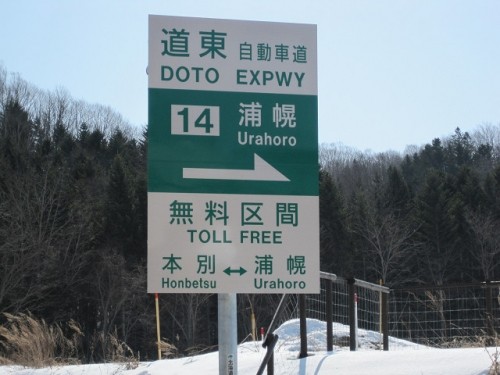 道東 自動車道
DOTO EXPWY
14 浦幌
Urahoro
無料区間
TOLL FREE
本別 ↔ 浦幌
Honbetsu Urahoro